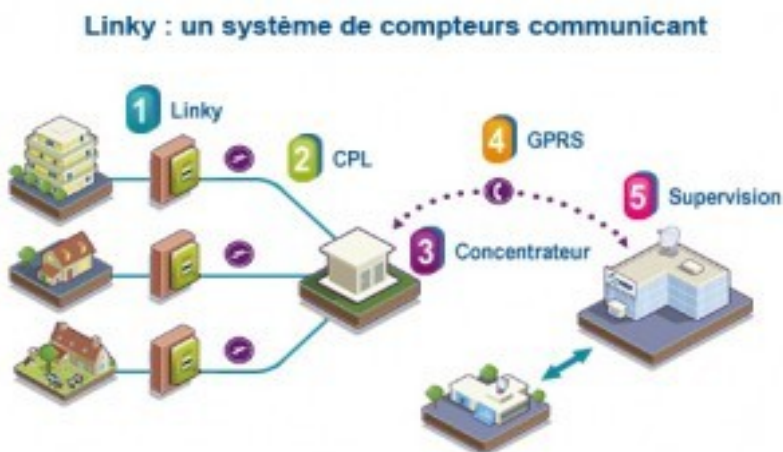 Linky : un système de compteurs communicant
1 Linky
2 CPL
4 GPRS
5 Supervision
3 Concentrateur